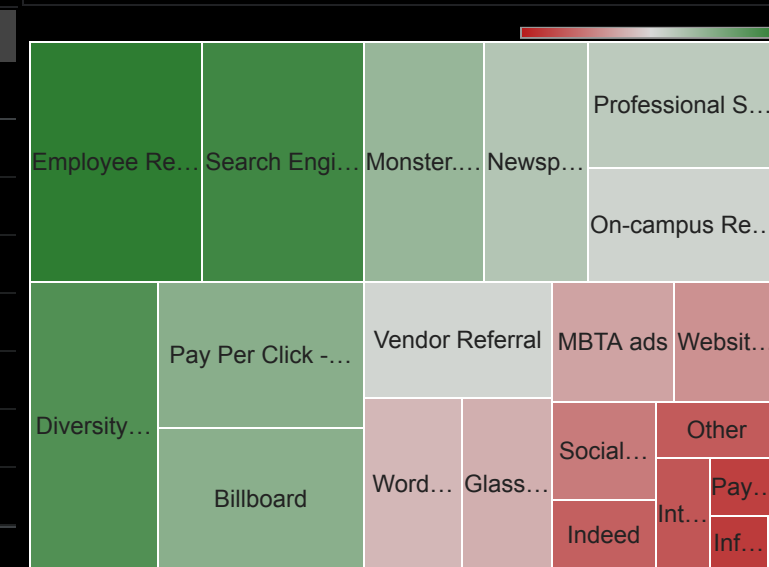 Employee Re…
Search Engi…
Monster.…
Newsp…
Professional S…
On-campus Re…
Diversity…
Pay Per Click -…
Billboard
Vendor Referral
MBTA ads
Websit…
Word…
Glass…
Social…
Other
Indeed
Int…
Pay…
Inf…